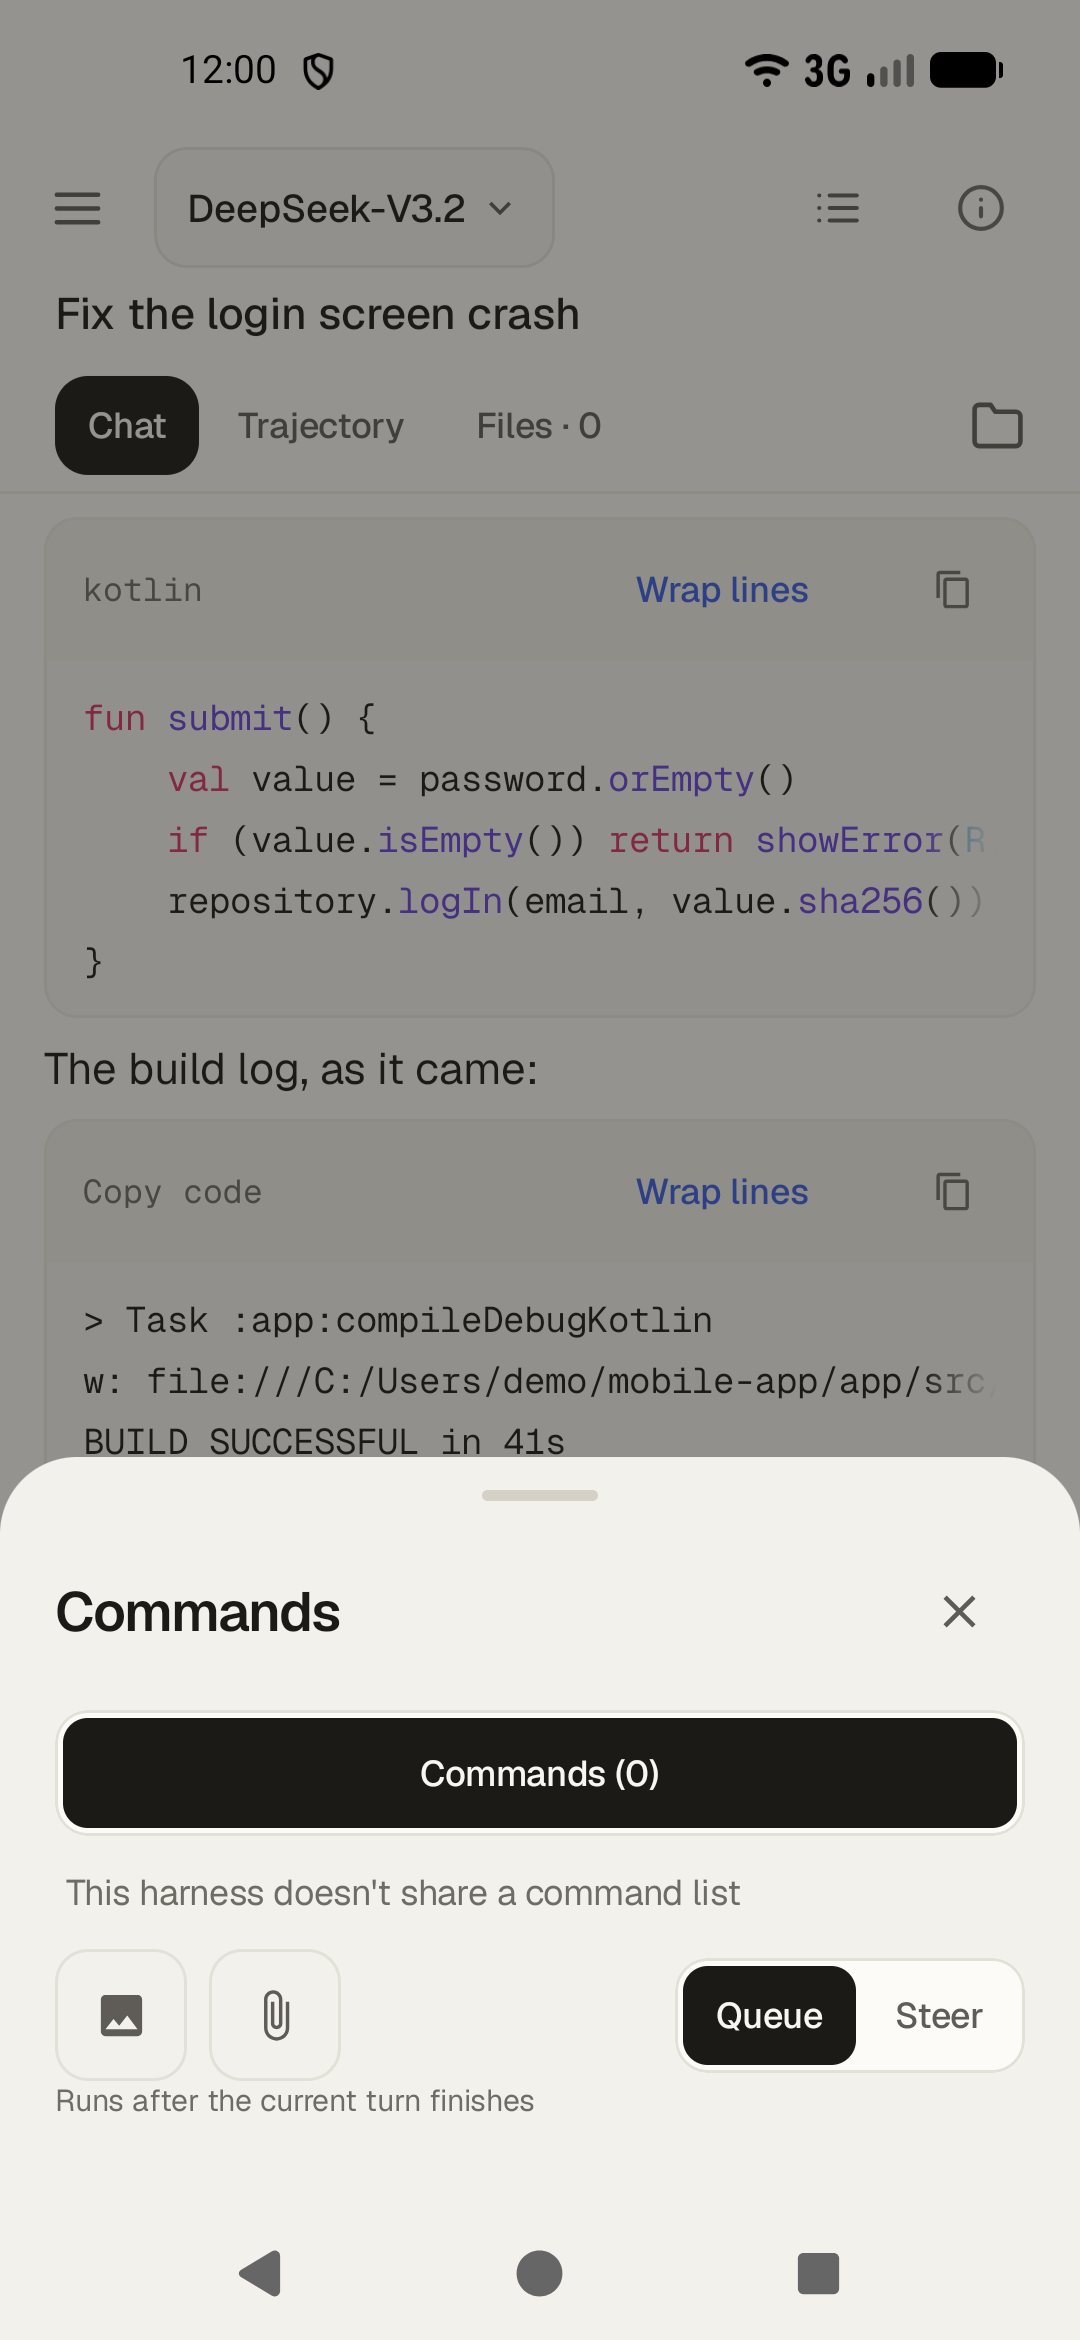 12:00
3G
DeepSeek-V3.2
Fix the login screen crash
Chat
Trajectory
Files · 0
kotlin
Wrap lines
fun submit() {
    val value = password.orEmpty()
    if (value.isEmpty()) return showError(R
    repository.logIn(email, value.sha256())
}
The build log, as it came:
Copy code
Wrap lines
> Task :app:compileDebugKotlin
w: file:///C:/Users/demo/mobile-app/app/src/
BUILD SUCCESSFUL in 41s
Commands
Commands (0)
This harness doesn't share a command list
Queue
Steer
Runs after the current turn finishes